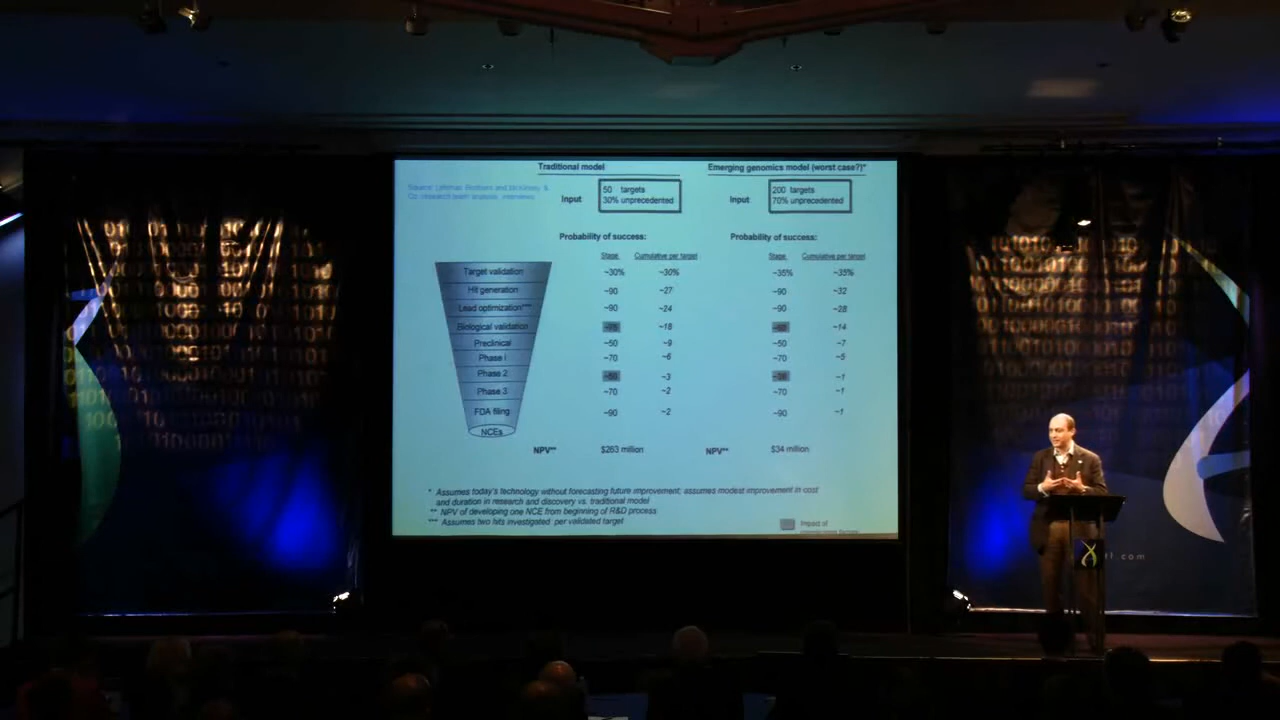 Traditional model
Emerging genomics model (worst case?)*
Source: Lehman Brothers and McKinsey &
Co. research team analysis, interviews
Input
50 targets
30% unprecedented
Input
200 targets
70% unprecedented
Probability of success:
Probability of success:
Stage Cumulative per target
Stage Cumulative per target
Target validation ~30% ~30% ~35% ~35%
Hit generation ~90 ~27 ~90 ~32
Lead optimization*** ~90 ~24 ~90 ~28
Biological validation ~18 ~14
Preclinical ~50 ~9 ~50 ~7
Phase I ~70 ~6 ~70 ~5
Phase 2 ~3 ~1
Phase 3 ~70 ~2 ~70 ~1
FDA filing ~90 ~2 ~90 ~1
NCEs
NPV** $263 million NPV** $34 million
* Assumes today's technology without forecasting future improvement; assumes modest improvement in cost
and duration in research and discovery vs. traditional model
** NPV of developing one NCE from beginning of R&D process
*** Assumes two hits investigated per validated target
Impact of